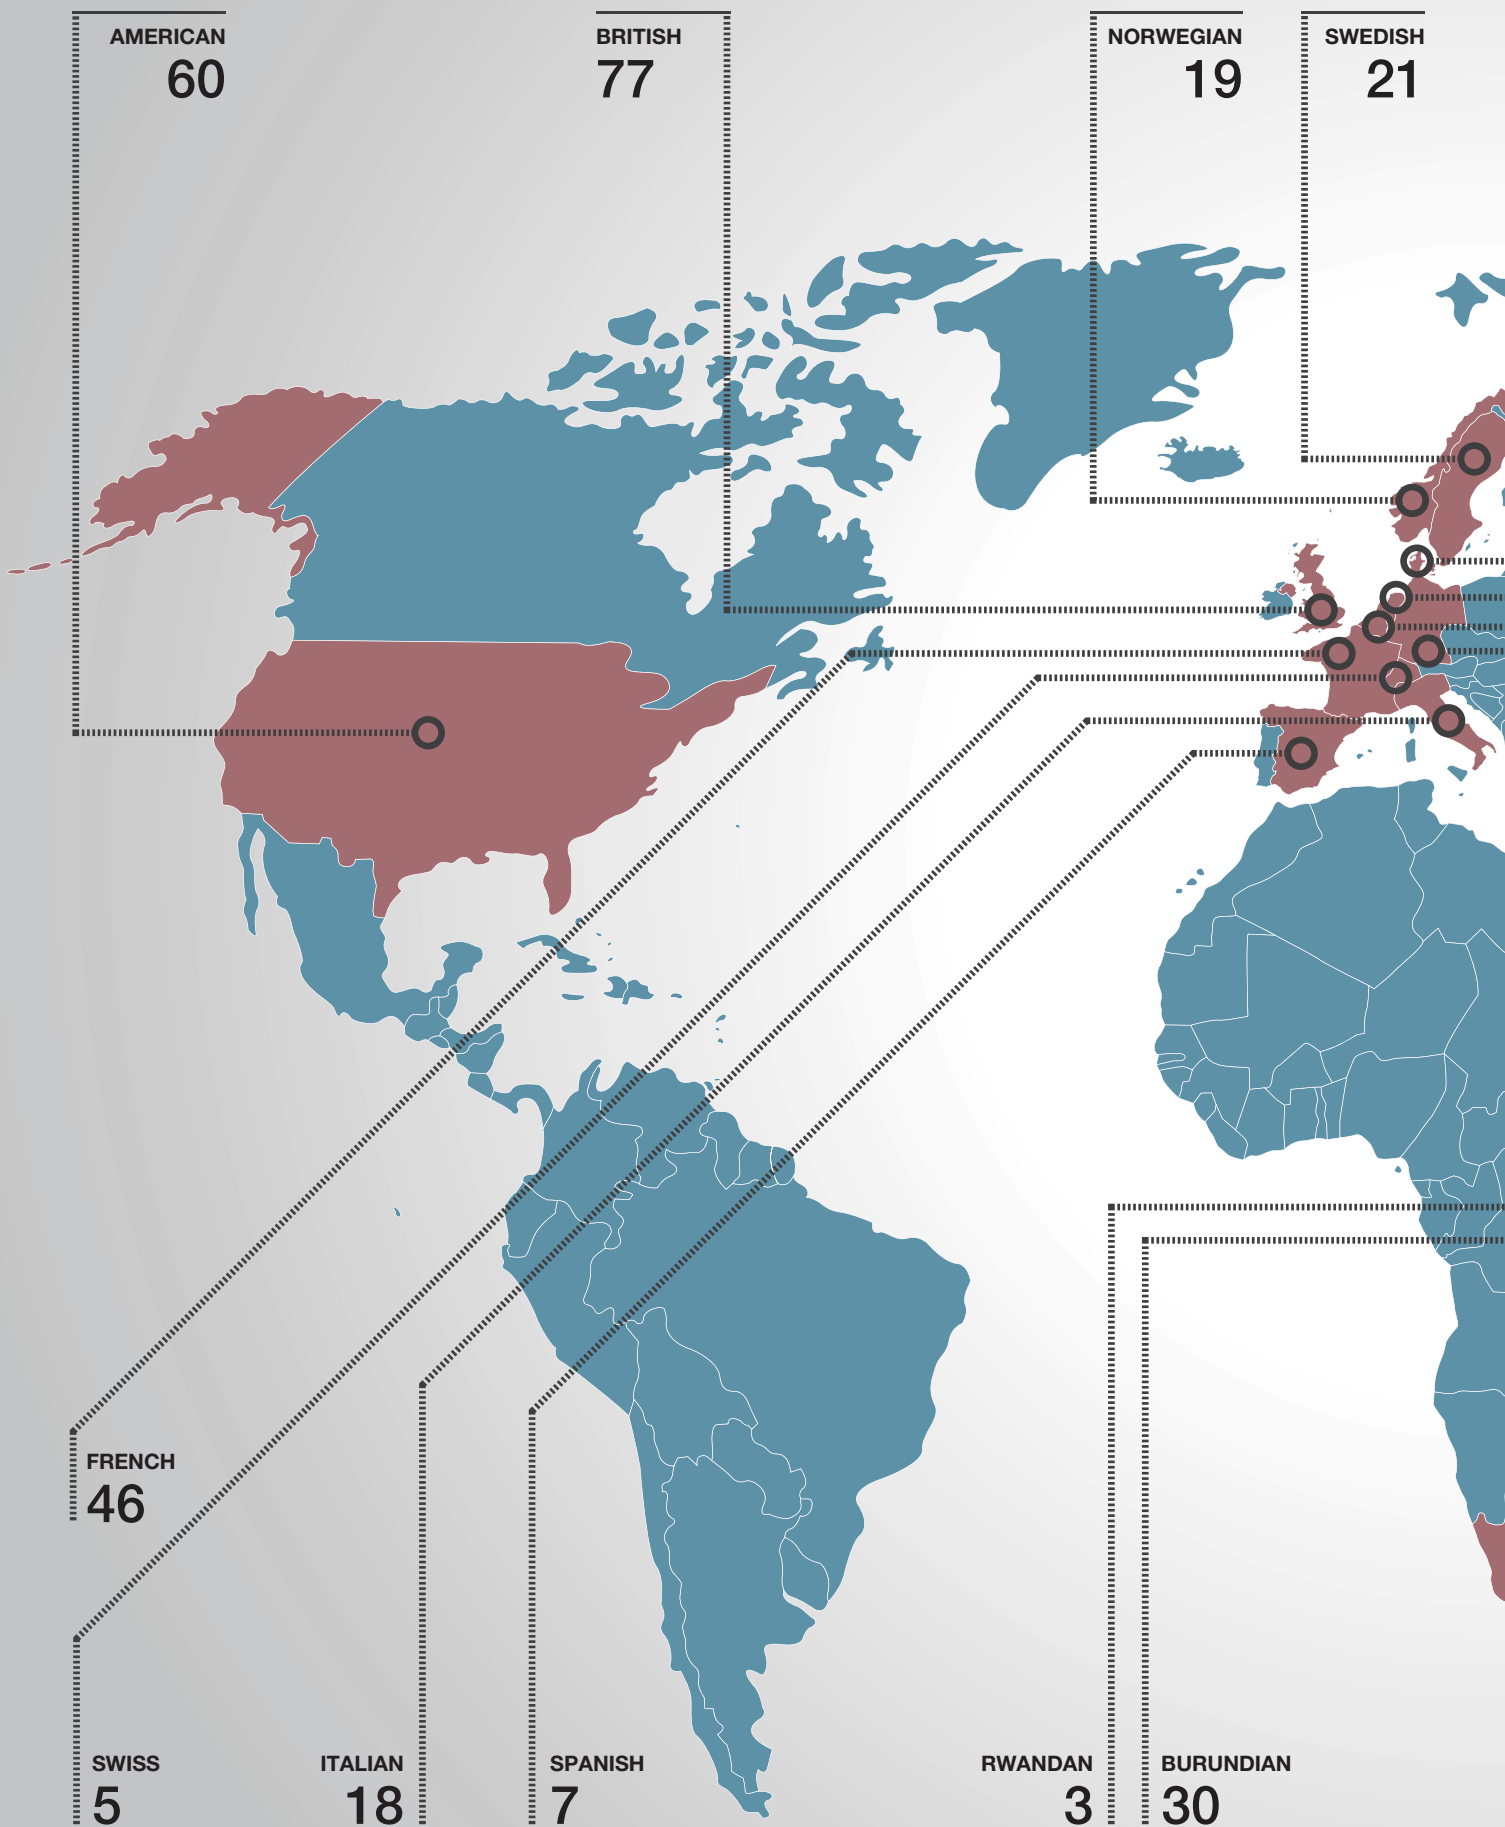 AMERICAN
60
BRITISH
77
NORWEGIAN
19
SWEDISH
21
FRENCH
46
SWISS
5
ITALIAN
18
SPANISH
7
RWANDAN
3
BURUNDIAN
30